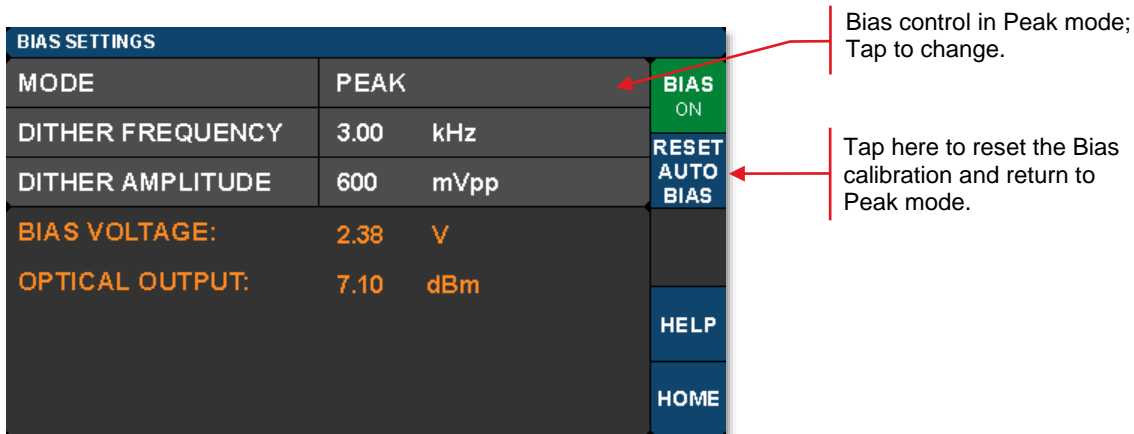 BIAS SETTINGS
MODE PEAK
DITHER FREQUENCY 3.00 kHz
DITHER AMPLITUDE 600 mVpp
BIAS VOLTAGE: 2.38 V
OPTICAL OUTPUT: 7.10 dBm
BIAS
ON
RESET
AUTO
BIAS
HELP
HOME
Bias control in Peak mode;
Tap to change.
Tap here to reset the Bias
calibration and return to
Peak mode.